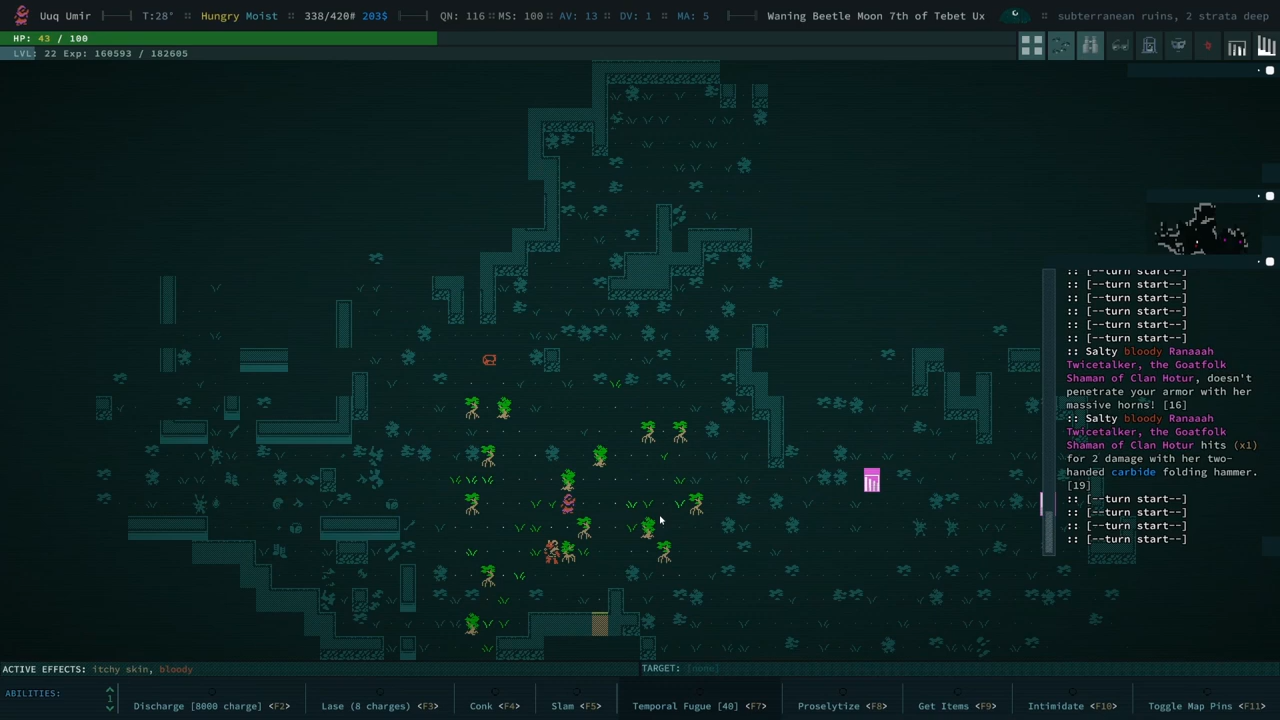 Uuq Umir T:28° :: Hungry Moist :: 338/420# 203$ QN: 116 :: MS: 100 :: AV: 13 :: DV: 1 :: MA: 5 Waning Beetle Moon 7th of Tebet Ux :: subterranean ruins, 2 strata deep
HP: 43 / 100
LVL: 22 Exp: 160593 / 182605
:: [--turn start--]
:: [--turn start--]
:: [--turn start--]
:: [--turn start--]
:: [--turn start--]
:: [--turn start--]
:: Salty bloody Ranaaah
Twicetalker, the Goatfolk
Shaman of Clan Hotur, doesn't
penetrate your armor with her
massive horns! [16]
:: Salty bloody Ranaaah
Twicetalker, the Goatfolk
Shaman of Clan Hotur hits (x1)
for 2 damage with her two-
handed carbide folding hammer.
[19]
:: [--turn start--]
:: [--turn start--]
:: [--turn start--]
:: [--turn start--]
ACTIVE EFFECTS: itchy skin, bloody TARGET: [none]
ABILITIES: 1 Discharge [8000 charge] <F2> Lase (8 charges) <F3> Conk <F4> Slam <F5> Temporal Fugue [40] <F7> Proselytize <F8> Get Items <F9> Intimidate <F10> Toggle Map Pins <F11>